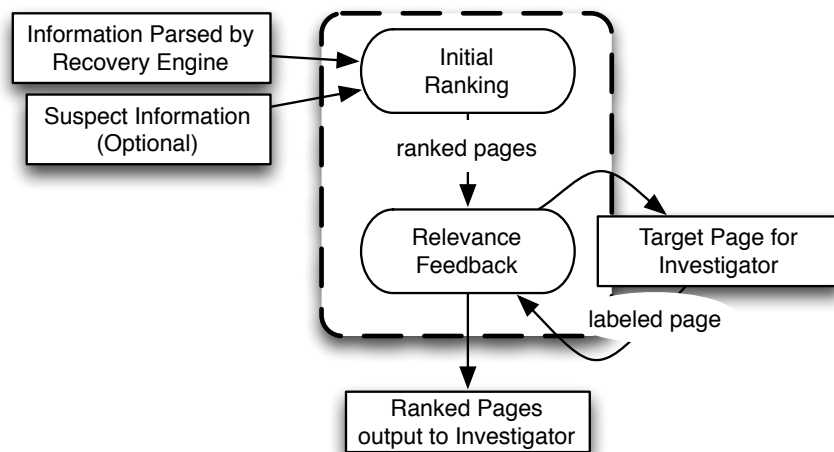 Information Parsed by
Recovery Engine
Suspect Information
(Optional)
Initial
Ranking
ranked pages
Relevance
Feedback
Target Page for
Investigator
labeled page
Ranked Pages
output to Investigator